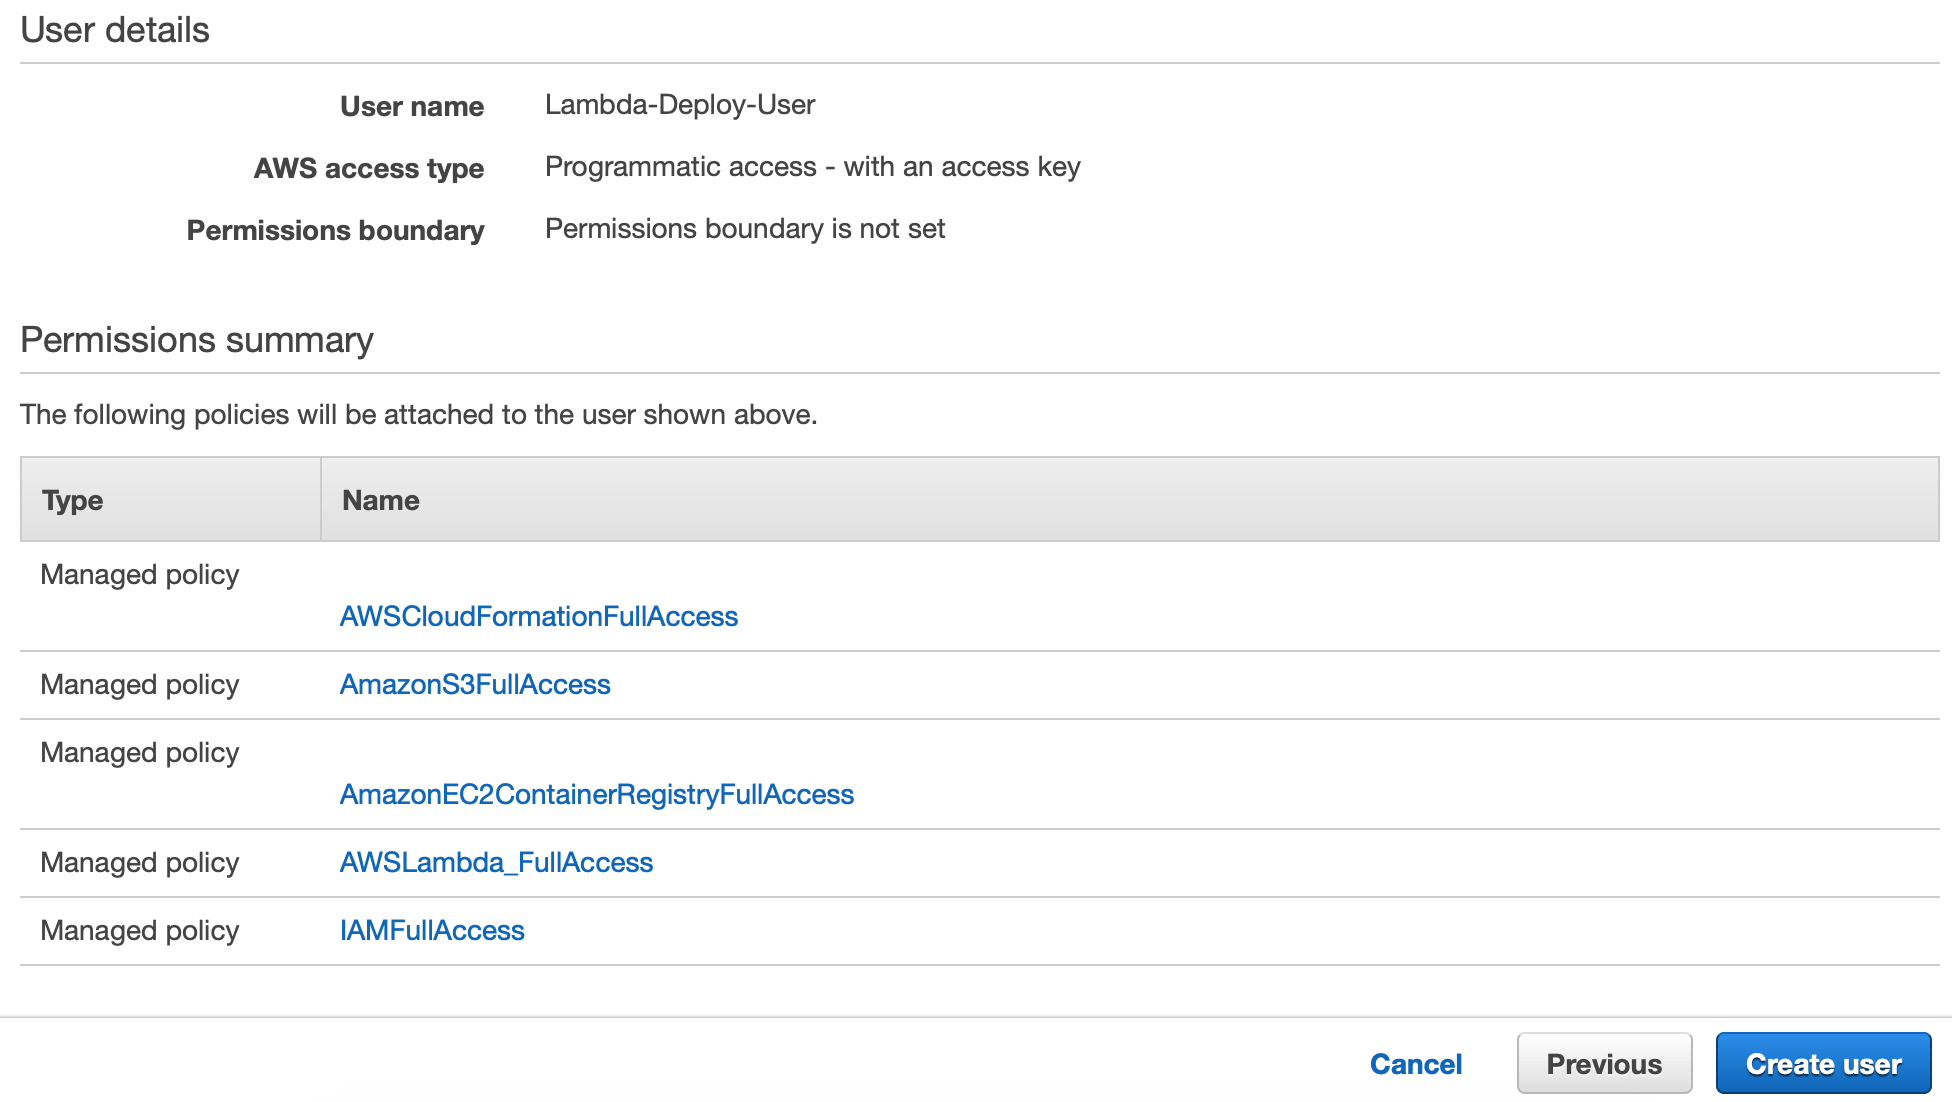 User details
User name Lambda-Deploy-User
AWS access type Programmatic access - with an access key
Permissions boundary Permissions boundary is not set
Permissions summary
The following policies will be attached to the user shown above.
Type Name
Managed policy
AWSCloudFormationFullAccess
Managed policy AmazonS3FullAccess
Managed policy
AmazonEC2ContainerRegistryFullAccess
Managed policy AWSLambda_FullAccess
Managed policy IAMFullAccess
Cancel Previous Create user